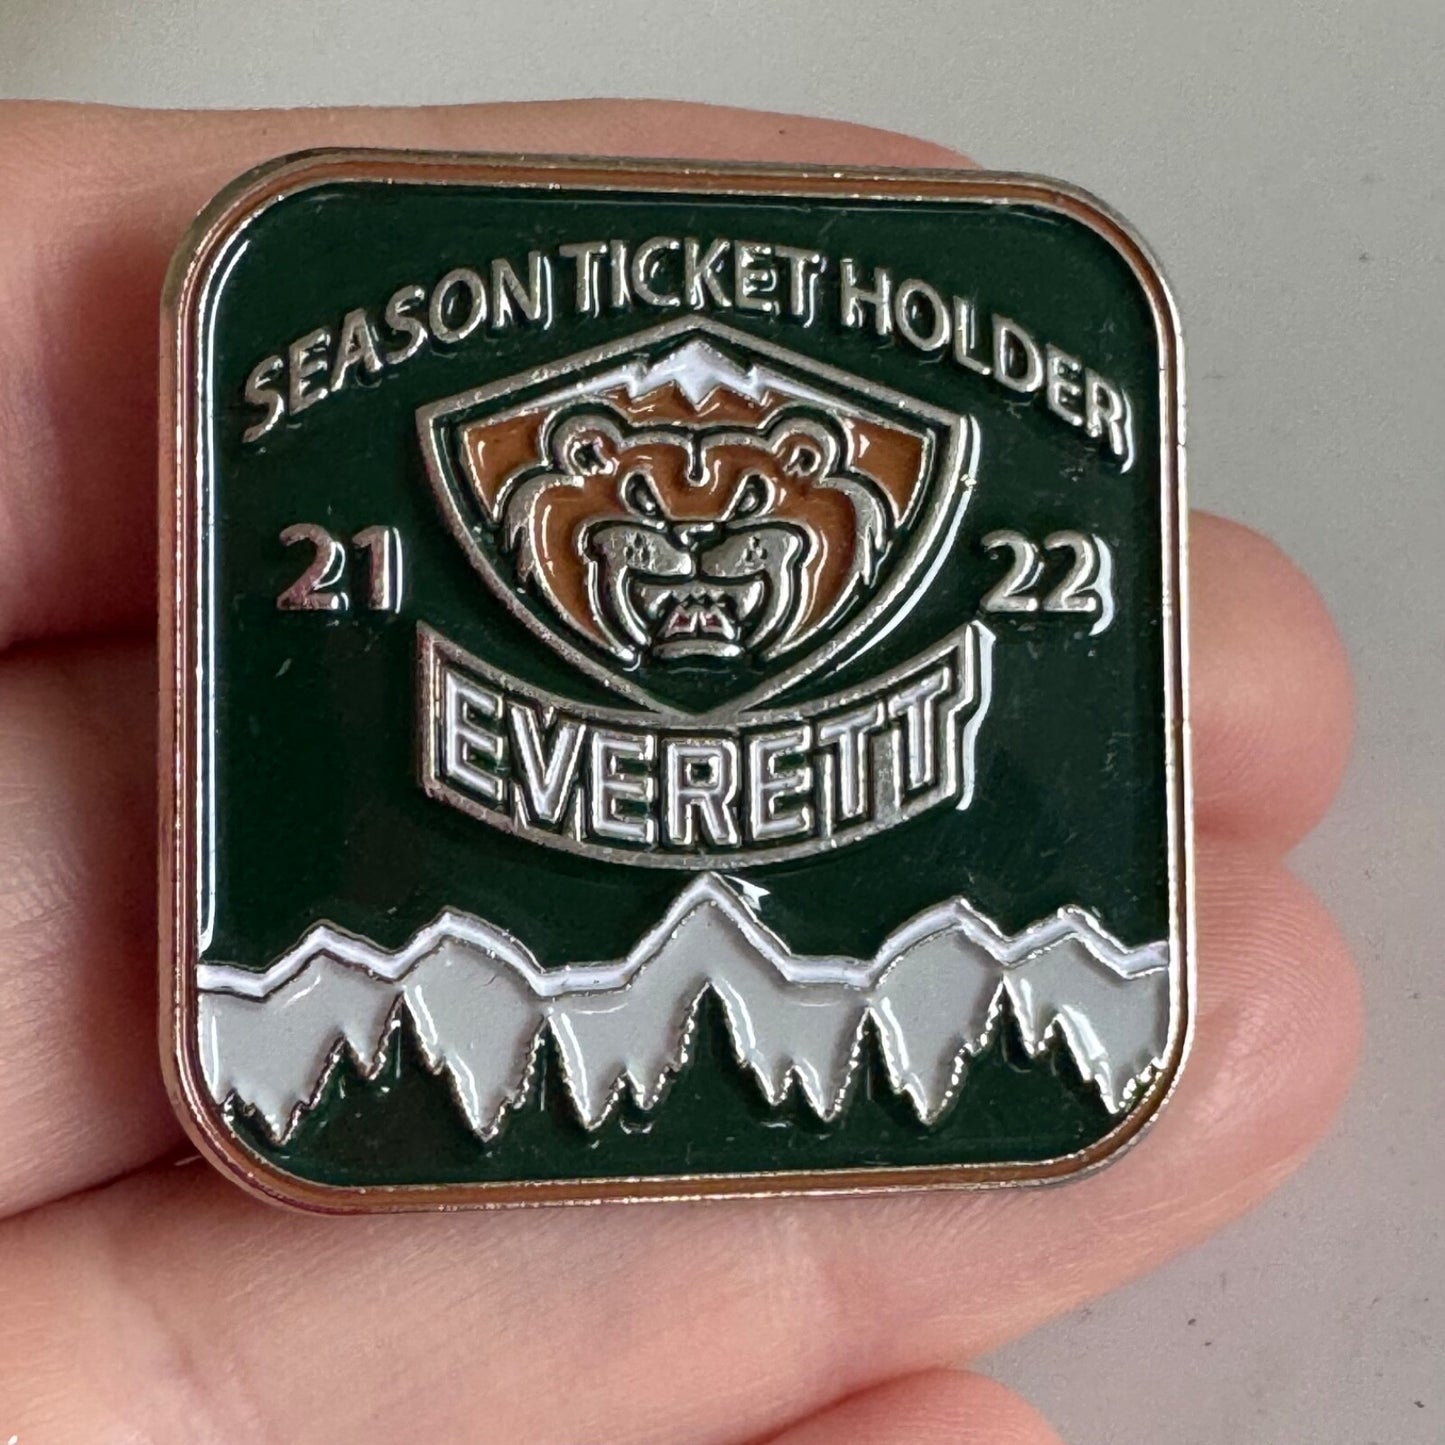 SEASON TICKET HOLDER
21 22
EVERETT